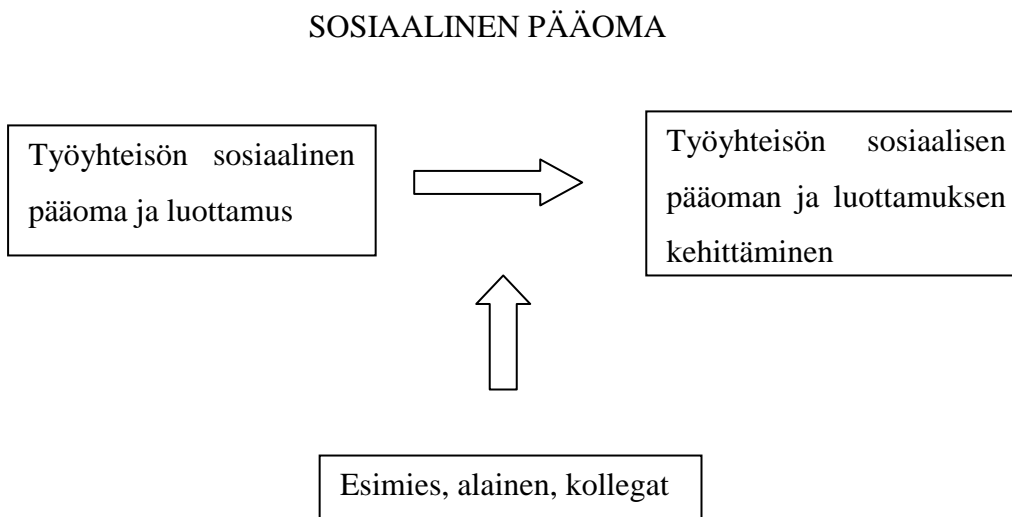 SOSIAALINEN PÄÄOMA
Työyhteisön sosiaalinen
pääoma ja luottamus
Työyhteisön sosiaalisen
pääoman ja luottamuksen
kehittäminen
Esimies, alainen, kollegat